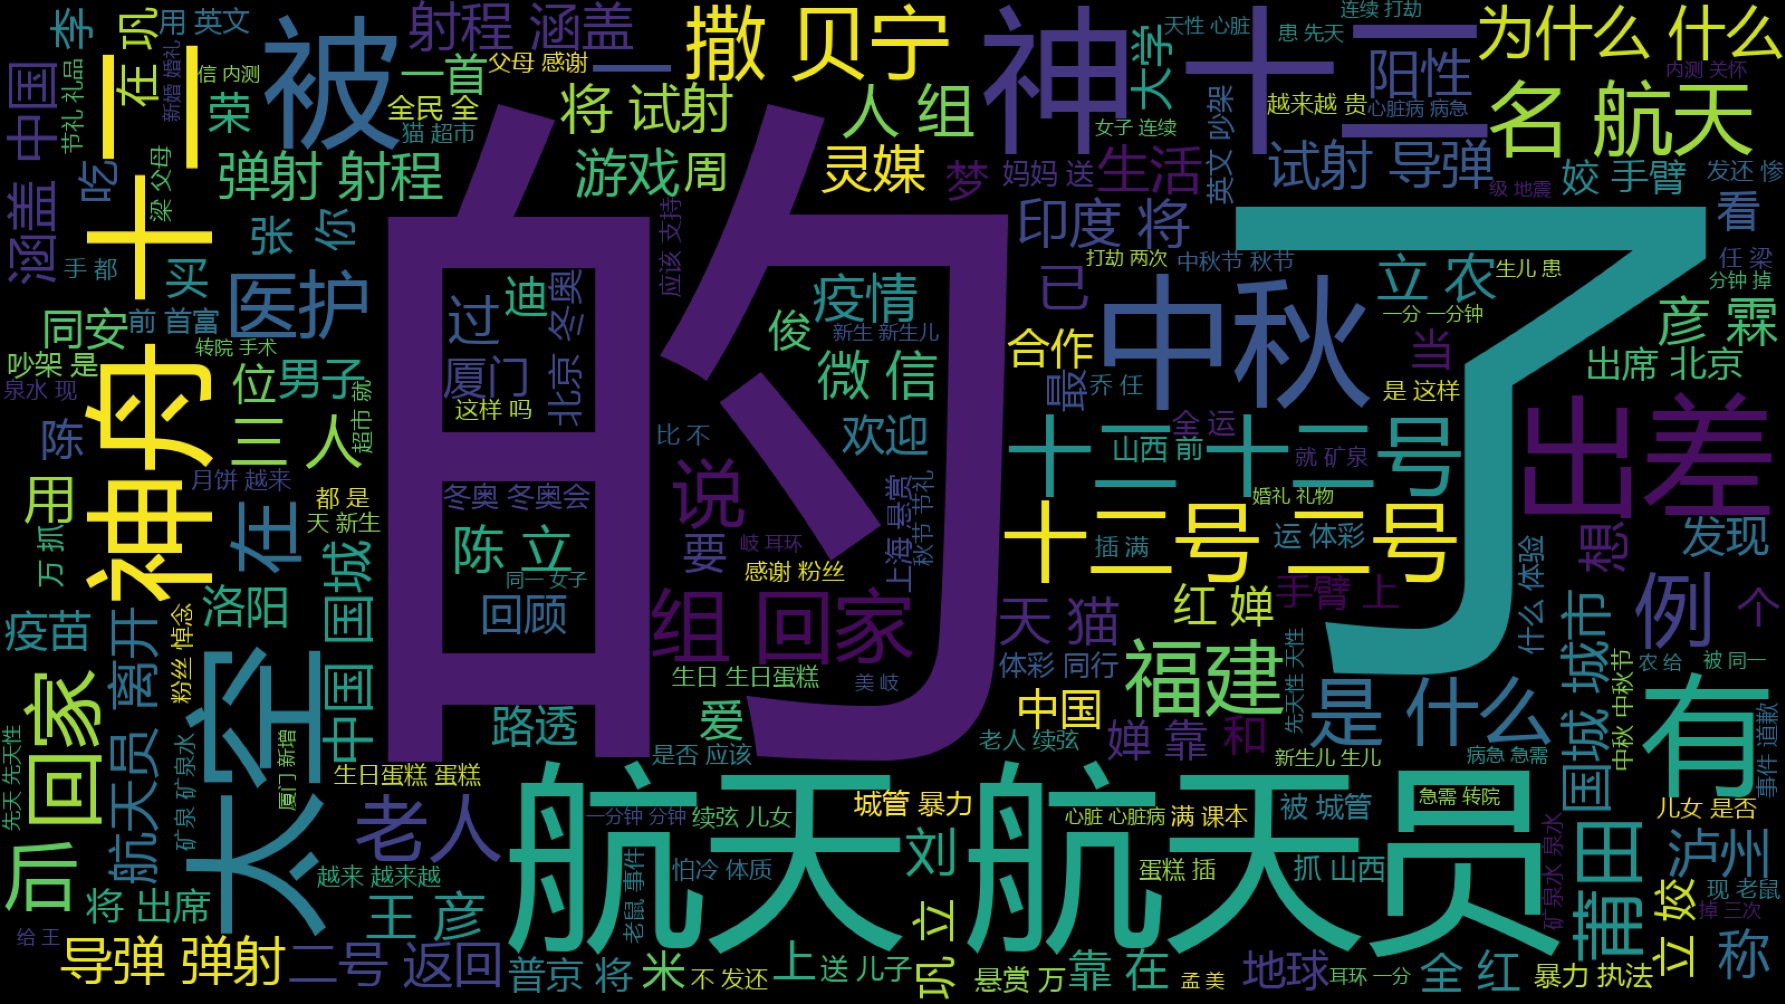 的
了
航天 航天员
神舟 十二
太空
被
神 十二
中秋
出差
有
撒 贝宁
射程 涵盖
一首
父母 感谢
一
为什么 什么
名 航天
阳性
连续 打劫
天性 心脏
患 先天
大学
内测 关怀
越来越 贵
心脏病 病急
李
在 巩
用 英文
新婚 婚礼
信 内测
荣
中国
节礼 礼品
全民 全
猫 超市
将 试射
人 组
女子 连续
吵架
英文
试射 导弹
姣 手臂
发还 惨
级 地震
弹射 射程
游戏 周
灵媒
梦
妈妈 送
生活
吃
梁 父母
涵盖
张 你
手 都
买
医护
同安
前 首富
印度 将
打劫 两次
中秋节 秋节
已
立 农
生儿 患
分钟 掉
看
任 梁
彦 霖
应该 支持
过
迪
北京 冬奥
疫情
俊
新生 新生儿
微 信
厦门
这样 吗
合作
最
乔 任
当
一分 一分钟
是 这样
出席 北京
吵架 是
转院 手术
泉水 现
位
男子
陈
三 人
超市 就
比 不
欢迎
十二 十二 号
全 运
山西 前
就 矿泉
月饼 越来
用
都 是
天 新生
在
冬奥 冬奥会
说
上海 悬赏
秋节 节礼
婚礼 礼物
十二号 二号
插 满
运 体彩
想
发现
陈 立
要
岐 耳环
感谢 粉丝
万 抓
同一 女子
回顾
组 回家
天 猫
红 婵
手臂 上
什么 体验
例
个
洛阳
疫苗
离开
粉丝 悼念
中国 国城
体彩 同行
福建
先天性 天性
国城 城市
农 给
被 同一
生日 生日蛋糕
美 岐
中国
是 什么
中秋 中秋节
事件 道歉
后 回家
航天员
厦门 新增
路透
爱
是否 应该
老人 续弦
婵 靠
和
新生儿 生儿
病急 急需
先天 先天性
矿泉 矿泉水
生日蛋糕 蛋糕
城管 暴力
急需 转院
儿女 是否
老人
一分钟 分钟
续弦 儿女
心脏 心脏病
满 课本
被 城管
莆田
泸州
越来 越来越
老鼠 事件
怕冷 体质
刘
蛋糕 插
抓 山西
矿泉水 泉水
现 老鼠
将 出席
王 彦
巩 立
立 姣
掉 三次
给 王
导弹 弹射
二号 返回
普京 将
米
不 发还
上
送 儿子
悬赏 万
靠 在
孟 美
地球
耳环 一分
全 红
暴力 执法
称